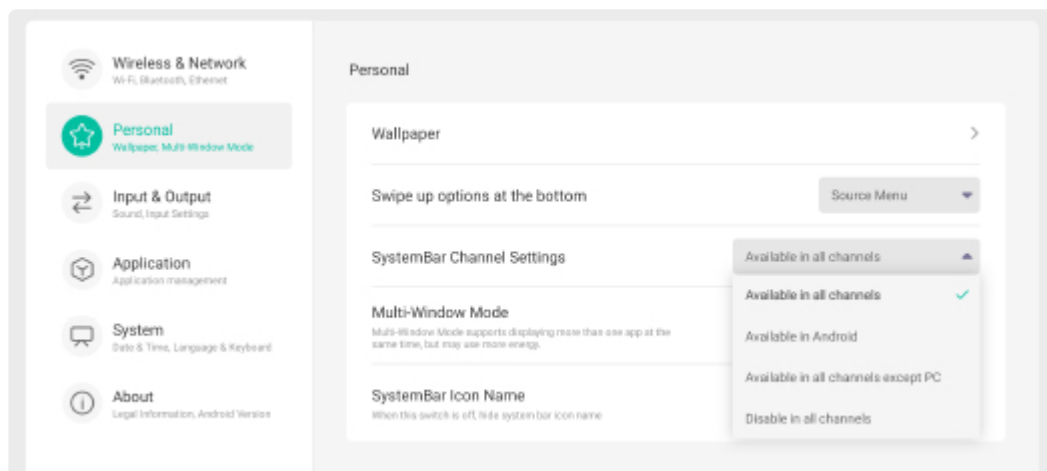 Wireless & Network
Wi-Fi, Bluetooth, Ethernet
Personal
Wallpaper, Multi-Window Mode
Input & Output
Sound, Input Settings
Application
Application management
System
Date & Time, Language & Keyboard
About
Legal Information, Android Version
Personal
Wallpaper
Swipe up options at the bottom
Source Menu
SystemBar Channel Settings
Available in all channels
Available in all channels
Available in Android
Available in all channels except PC
Disable in all channels
Multi-Window Mode
Multi-Window Mode supports displaying more than one app at the
same time, but may use more energy.
SystemBar Icon Name
When this switch is off, hide system bar icon name